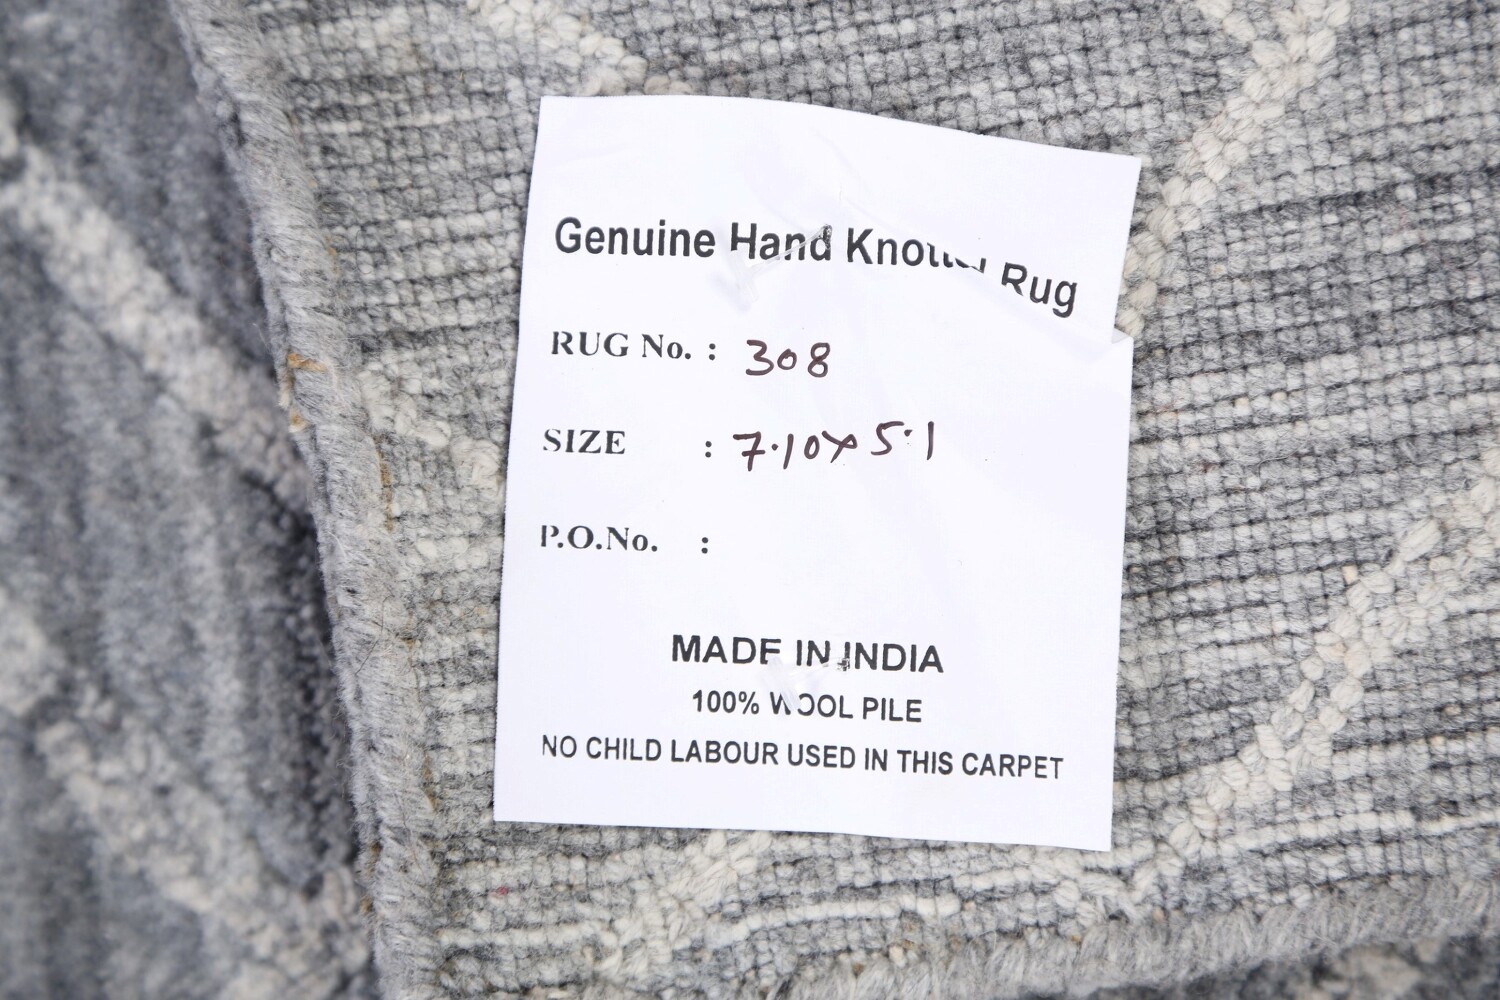 Genuine Hand Knotted Rug
RUG No. : 308
SIZE : 7.10x5.1
P.O.No. :
MADE IN INDIA
100% WOOL PILE
NO CHILD LABOUR USED IN THIS CARPET